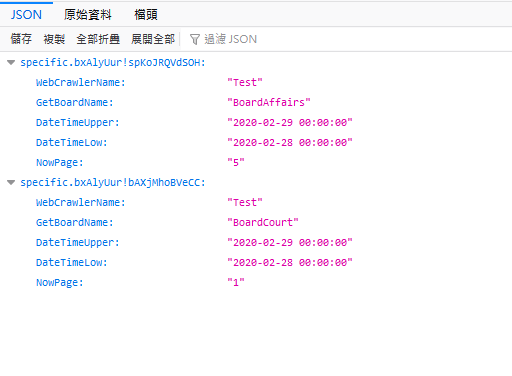 JSON 原始資料 檔頭
儲存 複製 全部折疊 展開全部 過濾 JSON
specific.bxAlyUur!spKoJRQVdSOH:
WebCrawlerName: "Test"
GetBoardName: "BoardAffairs"
DateTimeUpper: "2020-02-29 00:00:00"
DateTimeLow: "2020-02-28 00:00:00"
NowPage: "5"
specific.bxAlyUur!bAXjMhoBVeCC:
WebCrawlerName: "Test"
GetBoardName: "BoardCourt"
DateTimeUpper: "2020-02-29 00:00:00"
DateTimeLow: "2020-02-28 00:00:00"
NowPage: "1"